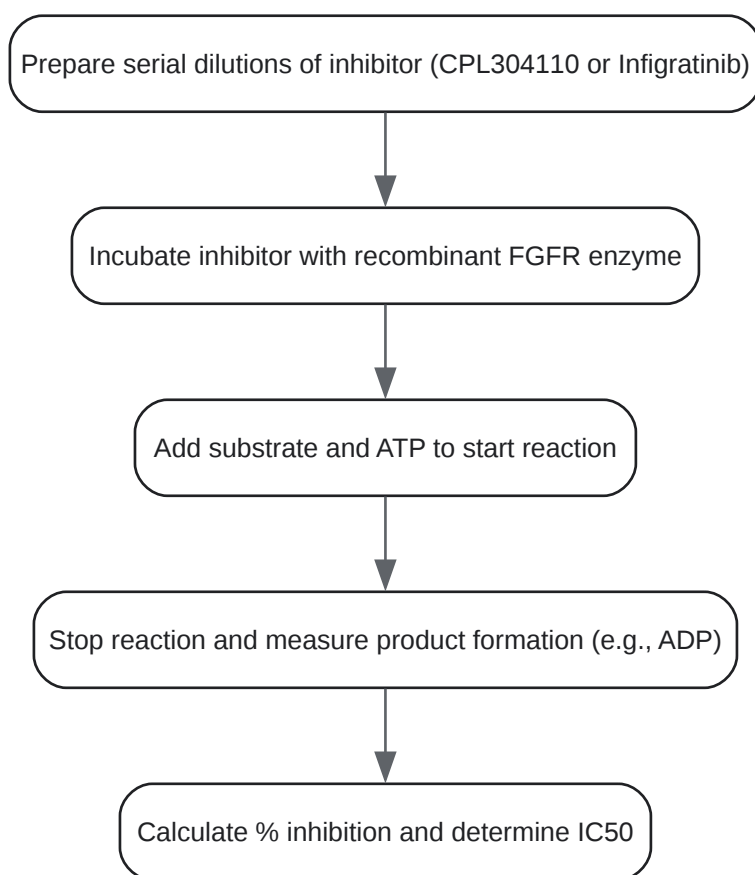 Prepare serial dilutions of inhibitor (CPL304110 or Infigratinib)
Incubate inhibitor with recombinant FGFR enzyme
Add substrate and ATP to start reaction
Stop reaction and measure product formation (e.g., ADP)
Calculate % inhibition and determine IC50